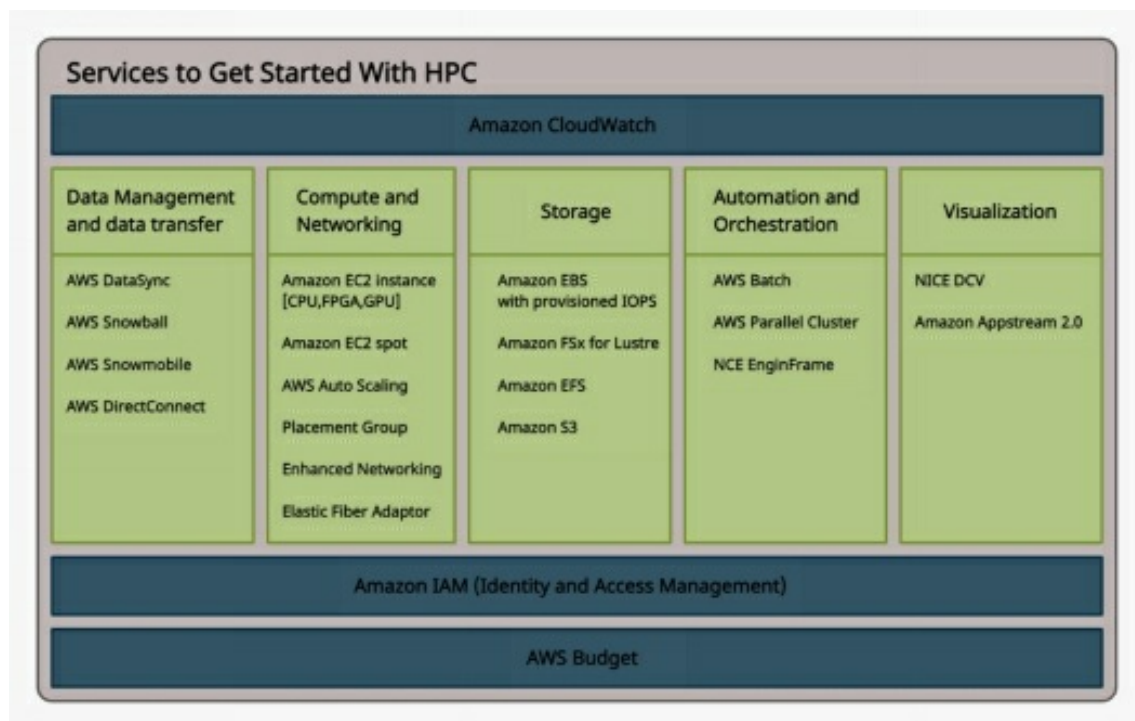 Services to Get Started With HPC
Amazon CloudWatch
Data Management
and data transfer
AWS DataSync
AWS Snowball
AWS Snowmobile
AWS DirectConnect
Compute and
Networking
Amazon EC2 instance
[CPU,FPGA,GPU]
Amazon EC2 spot
AWS Auto Scaling
Placement Group
Enhanced Networking
Elastic Fiber Adaptor
Storage
Amazon EBS
with provisioned IOPS
Amazon FSx for Lustre
Amazon EFS
Amazon S3
Automation and
Orchestration
AWS Batch
AWS Parallel Cluster
NCE EnginFrame
Visualization
NICE DCV
Amazon Appstream 2.0
Amazon IAM (Identity and Access Management)
AWS Budget